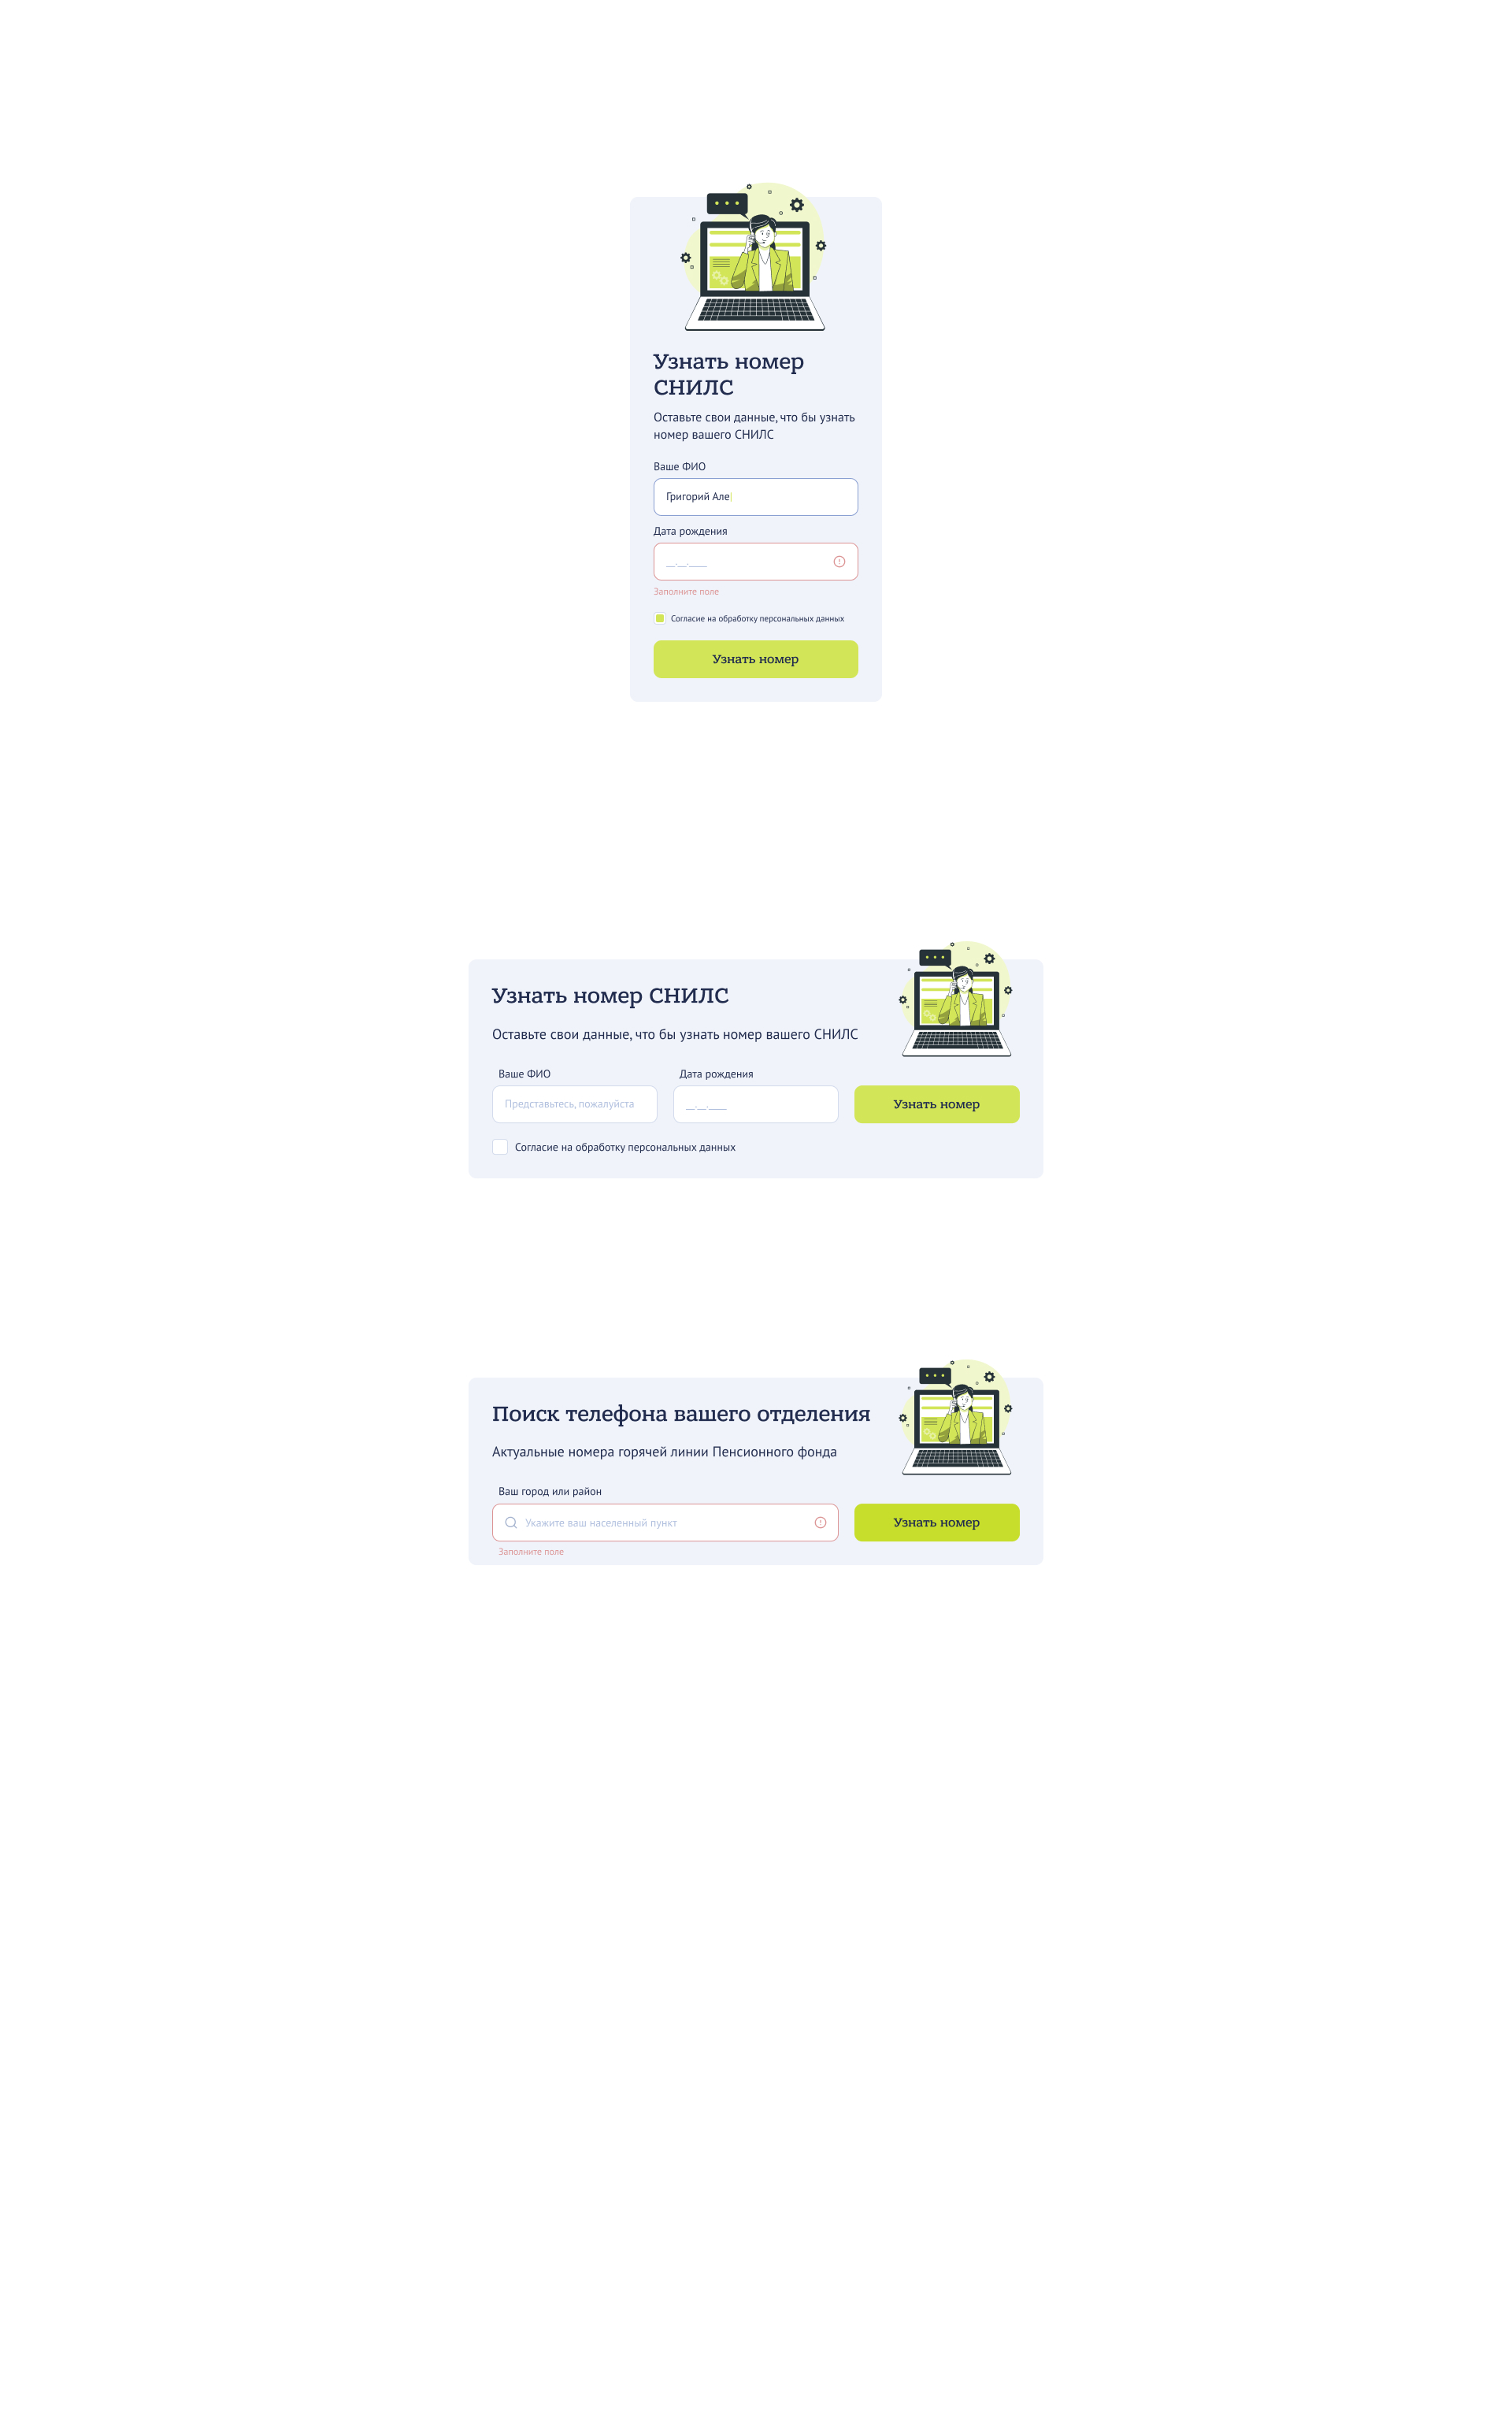 Узнать номер
СНИЛС
Оставьте свои данные, что бы узнать
номер вашего СНИЛС
Ваше ФИО
Григорий Але
Дата рождения
__.__.____
Заполните поле
Согласие на обработку персональных данных
Узнать номер
Узнать номер СНИЛС
Оставьте свои данные, что бы узнать номер вашего СНИЛС
Ваше ФИО
Дата рождения
Представьтесь, пожалуйста
__.__.____
Узнать номер
Согласие на обработку персональных данных
Поиск телефона вашего отделения
Актуальные номера горячей линии Пенсионного фонда
Ваш город или район
Укажите ваш населенный пункт
Узнать номер
Заполните поле